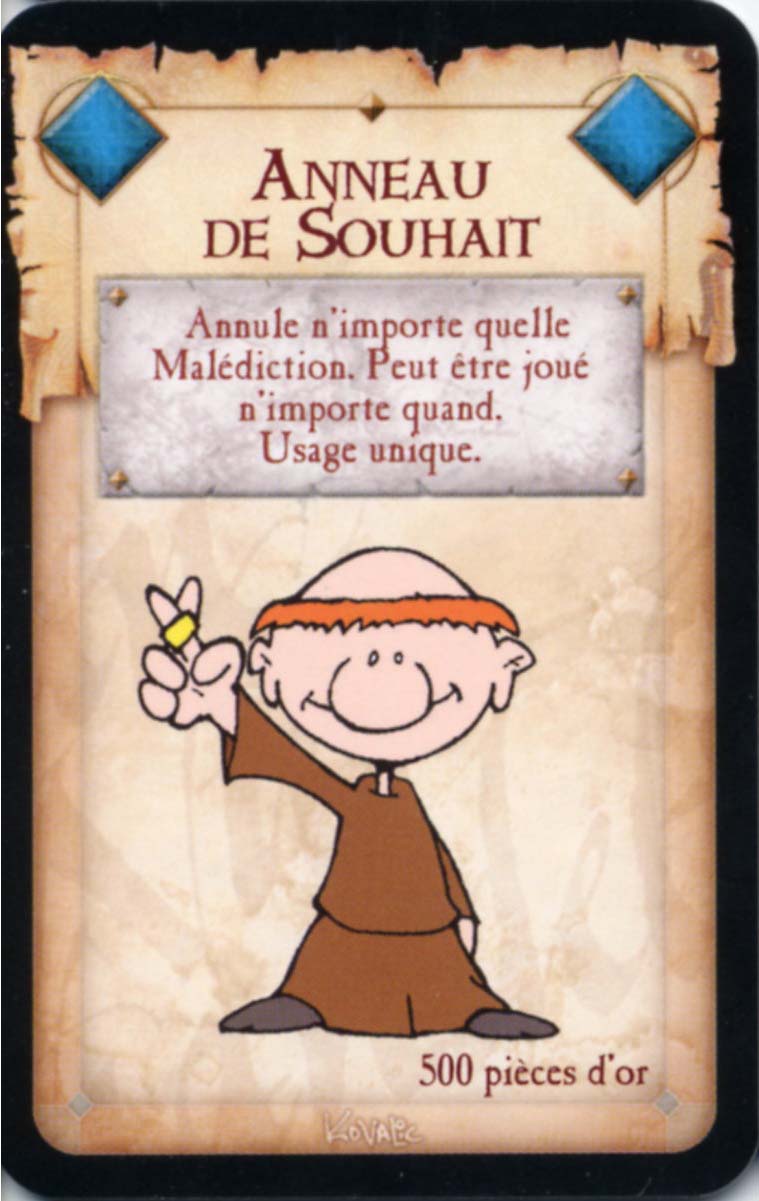 ANNEAU
DE SOUHAIT
Annule n'importe quelle
Malédiction. Peut être joué
n'importe quand.
Usage unique.
500 pièces d'or
KOVALIC